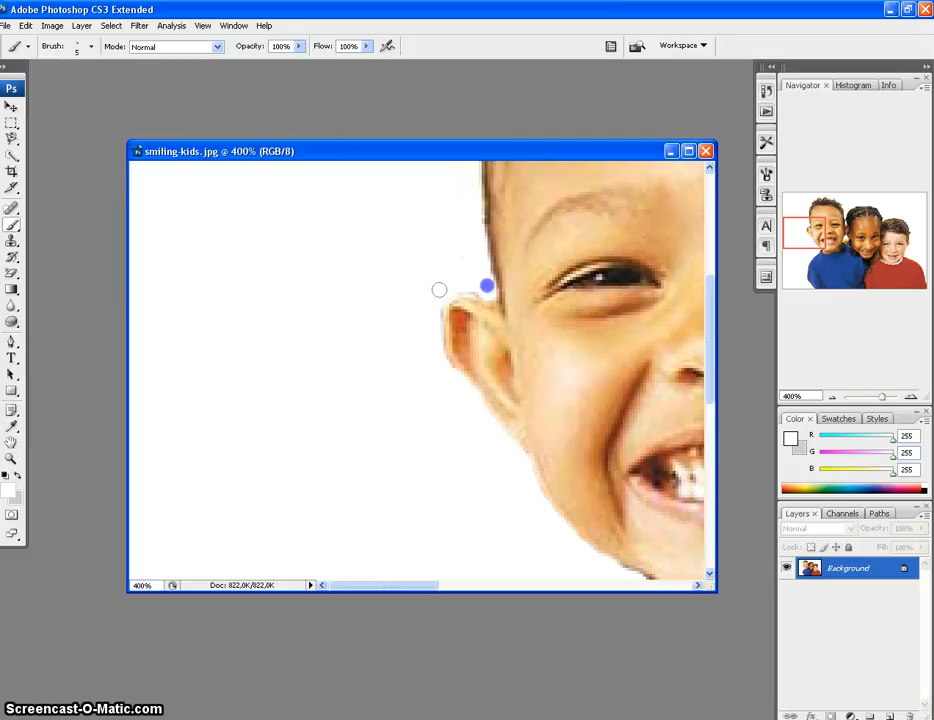 Adobe Photoshop CS3 Extended
File Edit Image Layer Select Filter Analysis View Window Help
Brush: 5 Mode: Normal Opacity: 100% Flow: 100% Workspace
Ps
Navigator Histogram Info
smiling-kids.jpg @ 400% (RGB/8)
400%
Color Swatches Styles
R 255
G 255
B 255
Layers Channels Paths
Normal Opacity: 100%
Lock: Fill: 100%
Background
400% Doc: 822,0K/822,0K
Screencast-O-Matic.com